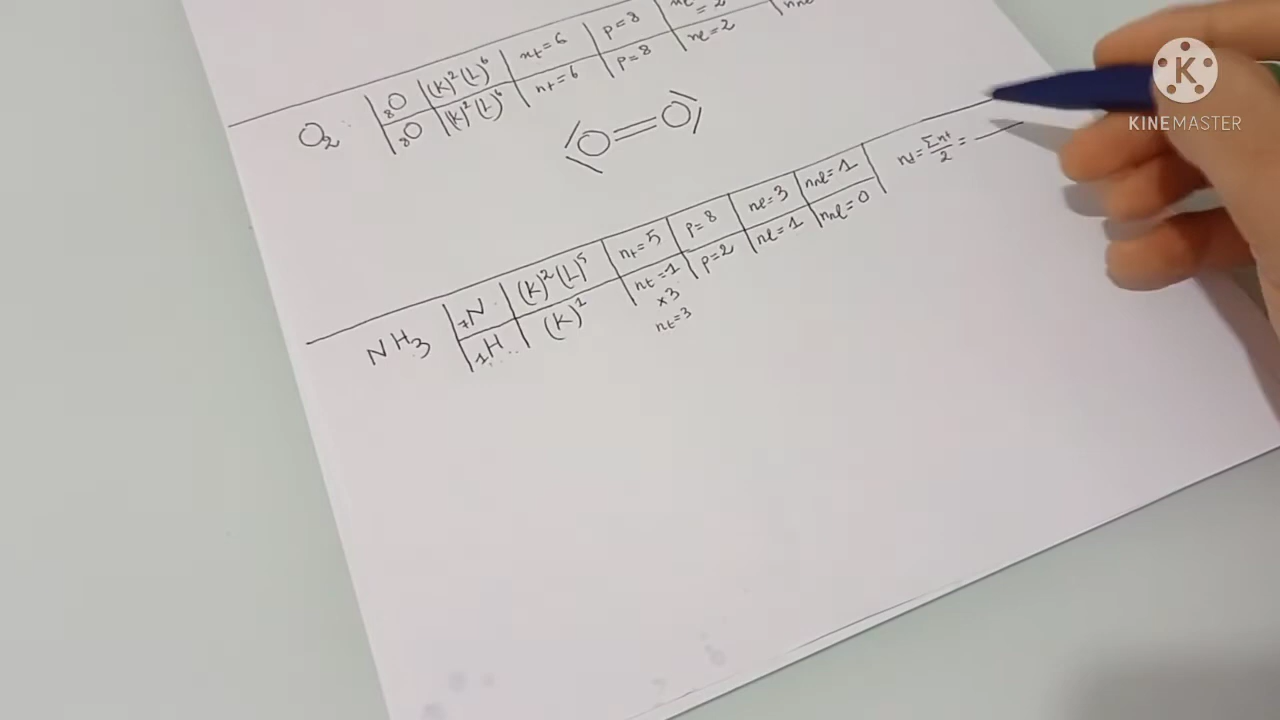 O2 | 8O | (K)² (L)⁶ | nt = 6 | p = 8 | = 2
8O | (K)² (L)⁶ | nt = 6 | p = 8 | nl = 2
O = O
NH3 | 7N | (K)² (L)⁵ | nt = 5 | p = 8 | nl = 3 | nnl = 1 | nd = Σnt/2 =
1H | (K)¹ | nt = 1 | p = 2 | nl = 1 | nnl = 0
×3
nt = 3
K
KINEMASTER